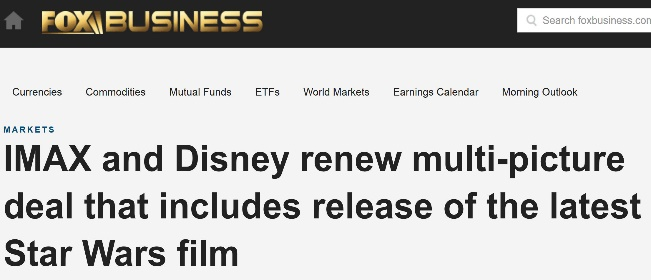 FOX BUSINESS
Search foxbusiness.com
Currencies Commodities Mutual Funds ETFs World Markets Earnings Calendar Morning Outlook
MARKETS
IMAX and Disney renew multi-picture
deal that includes release of the latest
Star Wars film